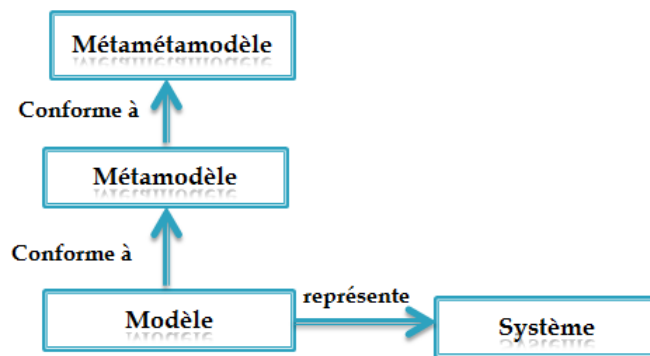 Métamétamodèle
Conforme à
Métamodèle
Conforme à
Modèle
représente
Système